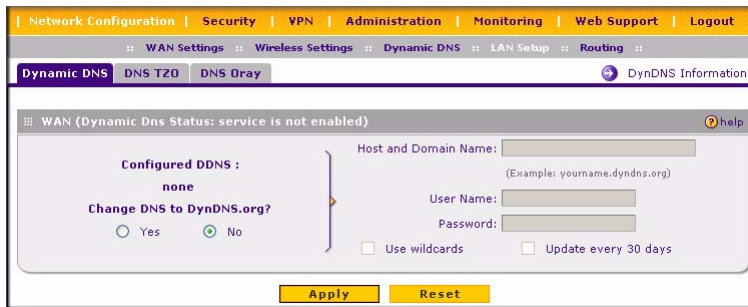 | Network Configuration | Security | VPN | Administration | Monitoring | Web Support | Logout
:: WAN Settings :: Wireless Settings :: Dynamic DNS :: LAN Setup :: Routing ::
Dynamic DNS DNS TZO DNS Oray DynDNS Information
WAN (Dynamic Dns Status: service is not enabled) ? help
Configured DDNS :
none
Change DNS to DynDNS.org?
Yes No
Host and Domain Name:
(Example: yourname.dyndns.org)
User Name:
Password:
Use wildcards Update every 30 days
Apply Reset